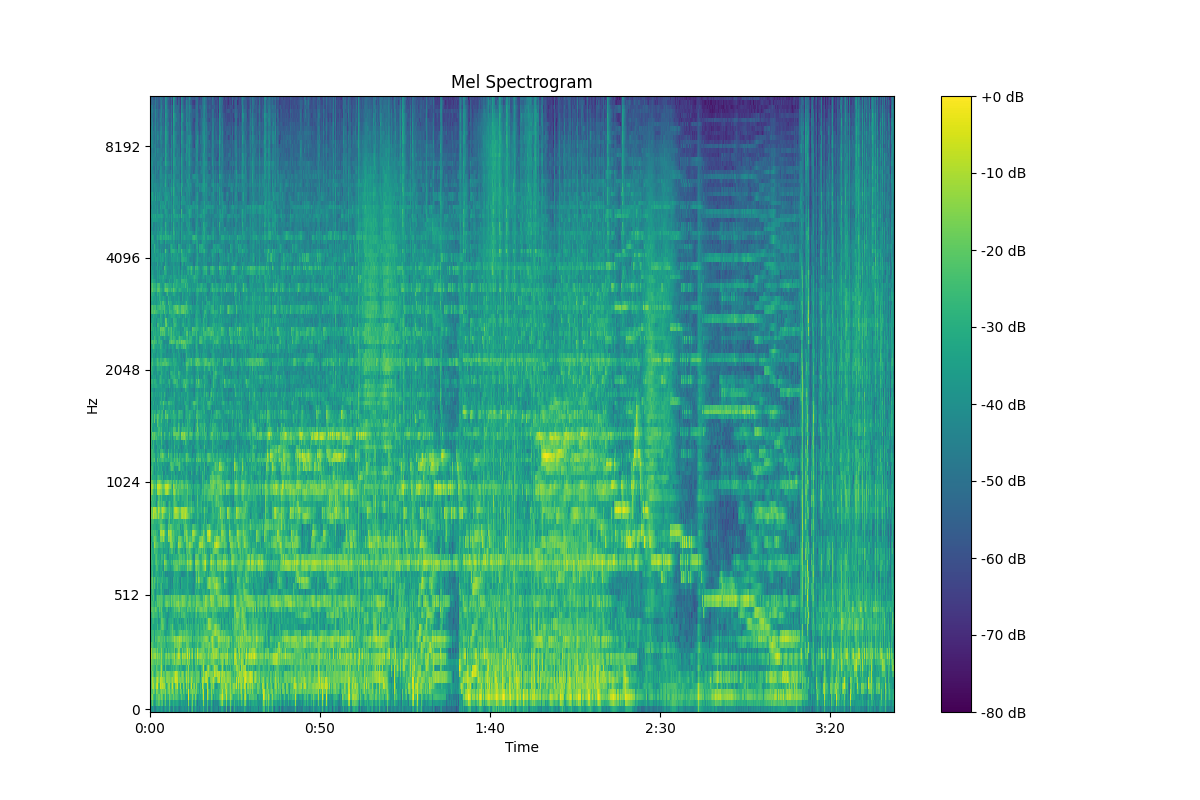 Mel Spectrogram
+0 dB
8192
-10 dB
-20 dB
4096
-30 dB
2048
-40 dB
Hz
1024
-50 dB
-60 dB
512
-70 dB
0
-80 dB
0:00
0:50
1:40
2:30
3:20
Time